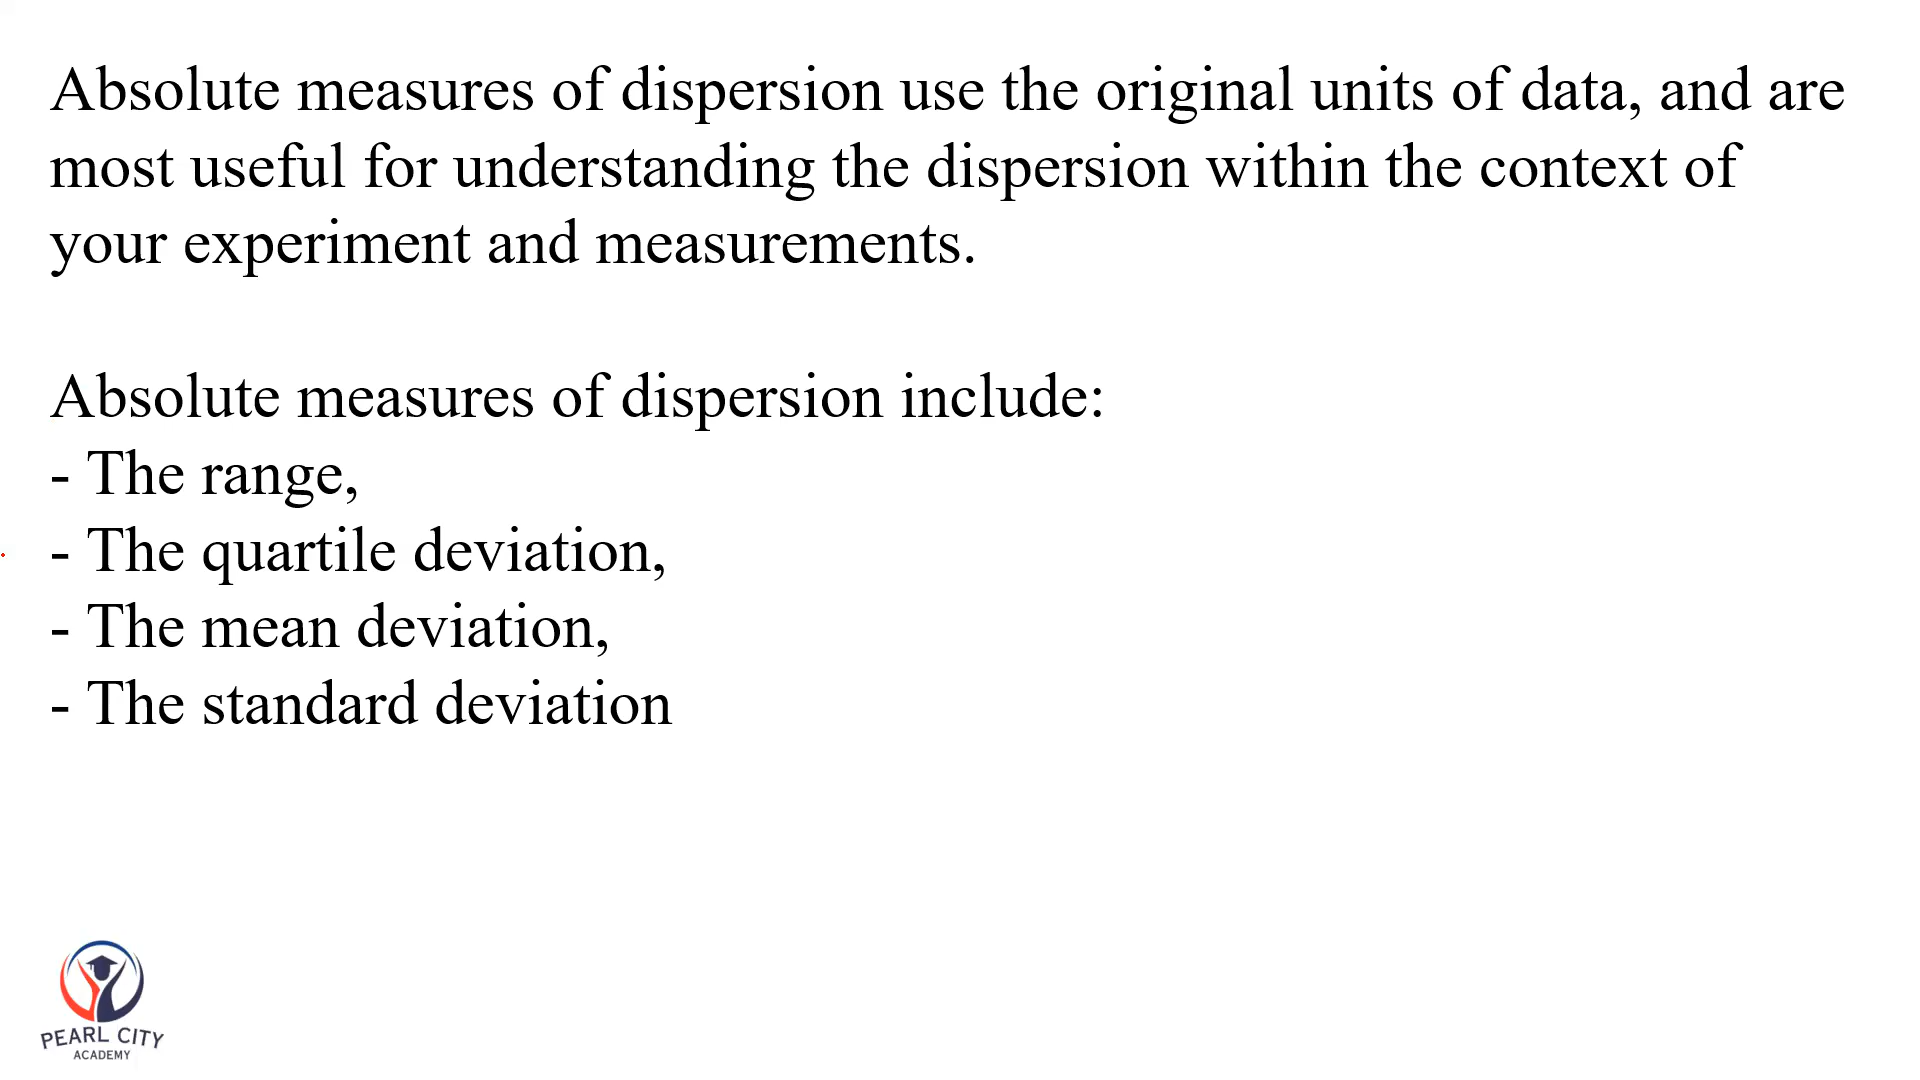 Absolute measures of dispersion use the original units of data, and are
most useful for understanding the dispersion within the context of
your experiment and measurements.
Absolute measures of dispersion include:
- The range,
- The quartile deviation,
- The mean deviation,
- The standard deviation
PEARL CITY
ACADEMY